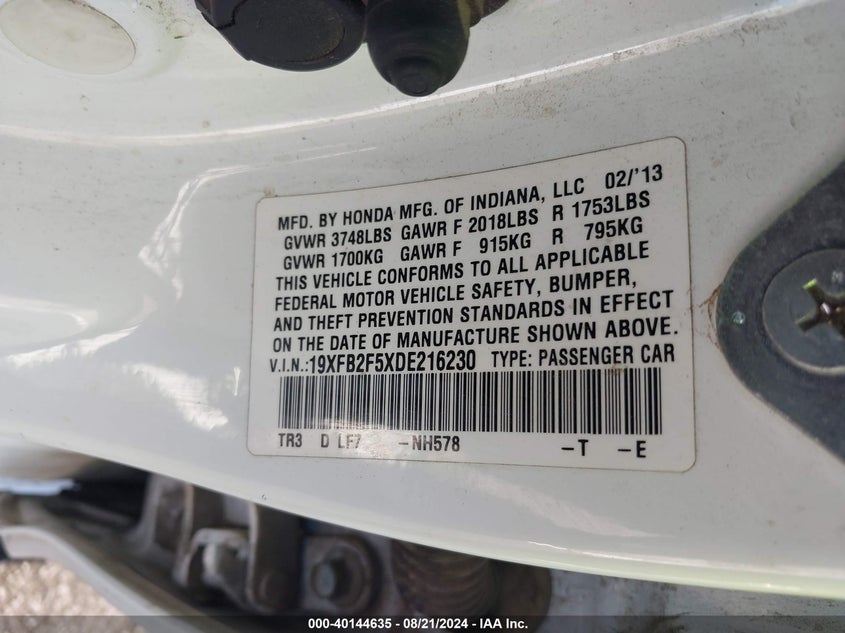 MFD. BY HONDA MFG. OF INDIANA, LLC 02/'13
GVWR 3748LBS GAWR F 2018LBS R 1753LBS
GVWR 1700KG GAWR F 915KG R 795KG
THIS VEHICLE CONFORMS TO ALL APPLICABLE
FEDERAL MOTOR VEHICLE SAFETY, BUMPER,
AND THEFT PREVENTION STANDARDS IN EFFECT
ON THE DATE OF MANUFACTURE SHOWN ABOVE.
V.I.N.:19XFB2F5XDE216230 TYPE: PASSENGER CAR
TR3 D LF7 -NH578 -T -E
000-40144635 - 08/21/2024 - IAA Inc.